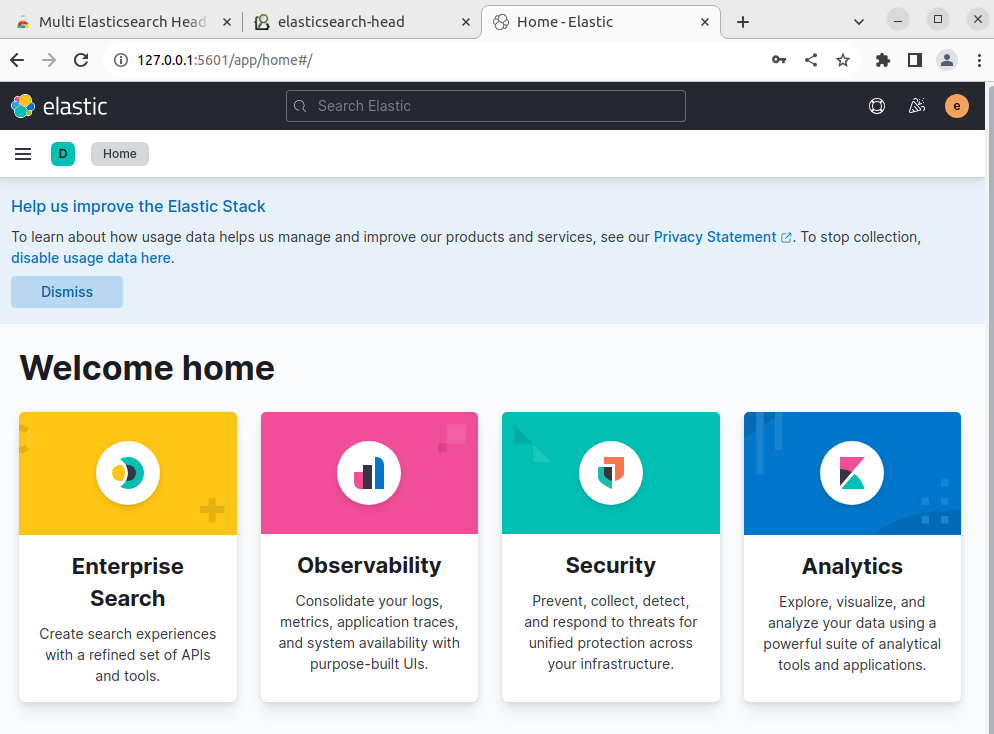 Multi Elasticsearch Head
elasticsearch-head
Home - Elastic
127.0.0.1:5601/app/home#/
elastic
Search Elastic
e
D
Home
Help us improve the Elastic Stack
To learn about how usage data helps us manage and improve our products and services, see our Privacy Statement. To stop collection,
disable usage data here.
Dismiss
Welcome home
Enterprise
Search
Create search experiences
with a refined set of APIs
and tools.
Observability
Consolidate your logs,
metrics, application traces,
and system availability with
purpose-built UIs.
Security
Prevent, collect, detect,
and respond to threats for
unified protection across
your infrastructure.
Analytics
Explore, visualize, and
analyze your data using a
powerful suite of analytical
tools and applications.